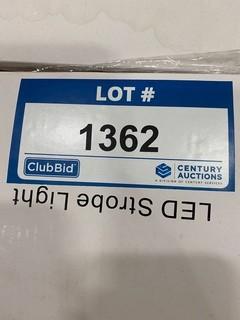 LOT #
1362
ClubBid
CENTURY
AUCTIONS
A DIVISION OF CENTURY SERVICES
LED Strobe Light